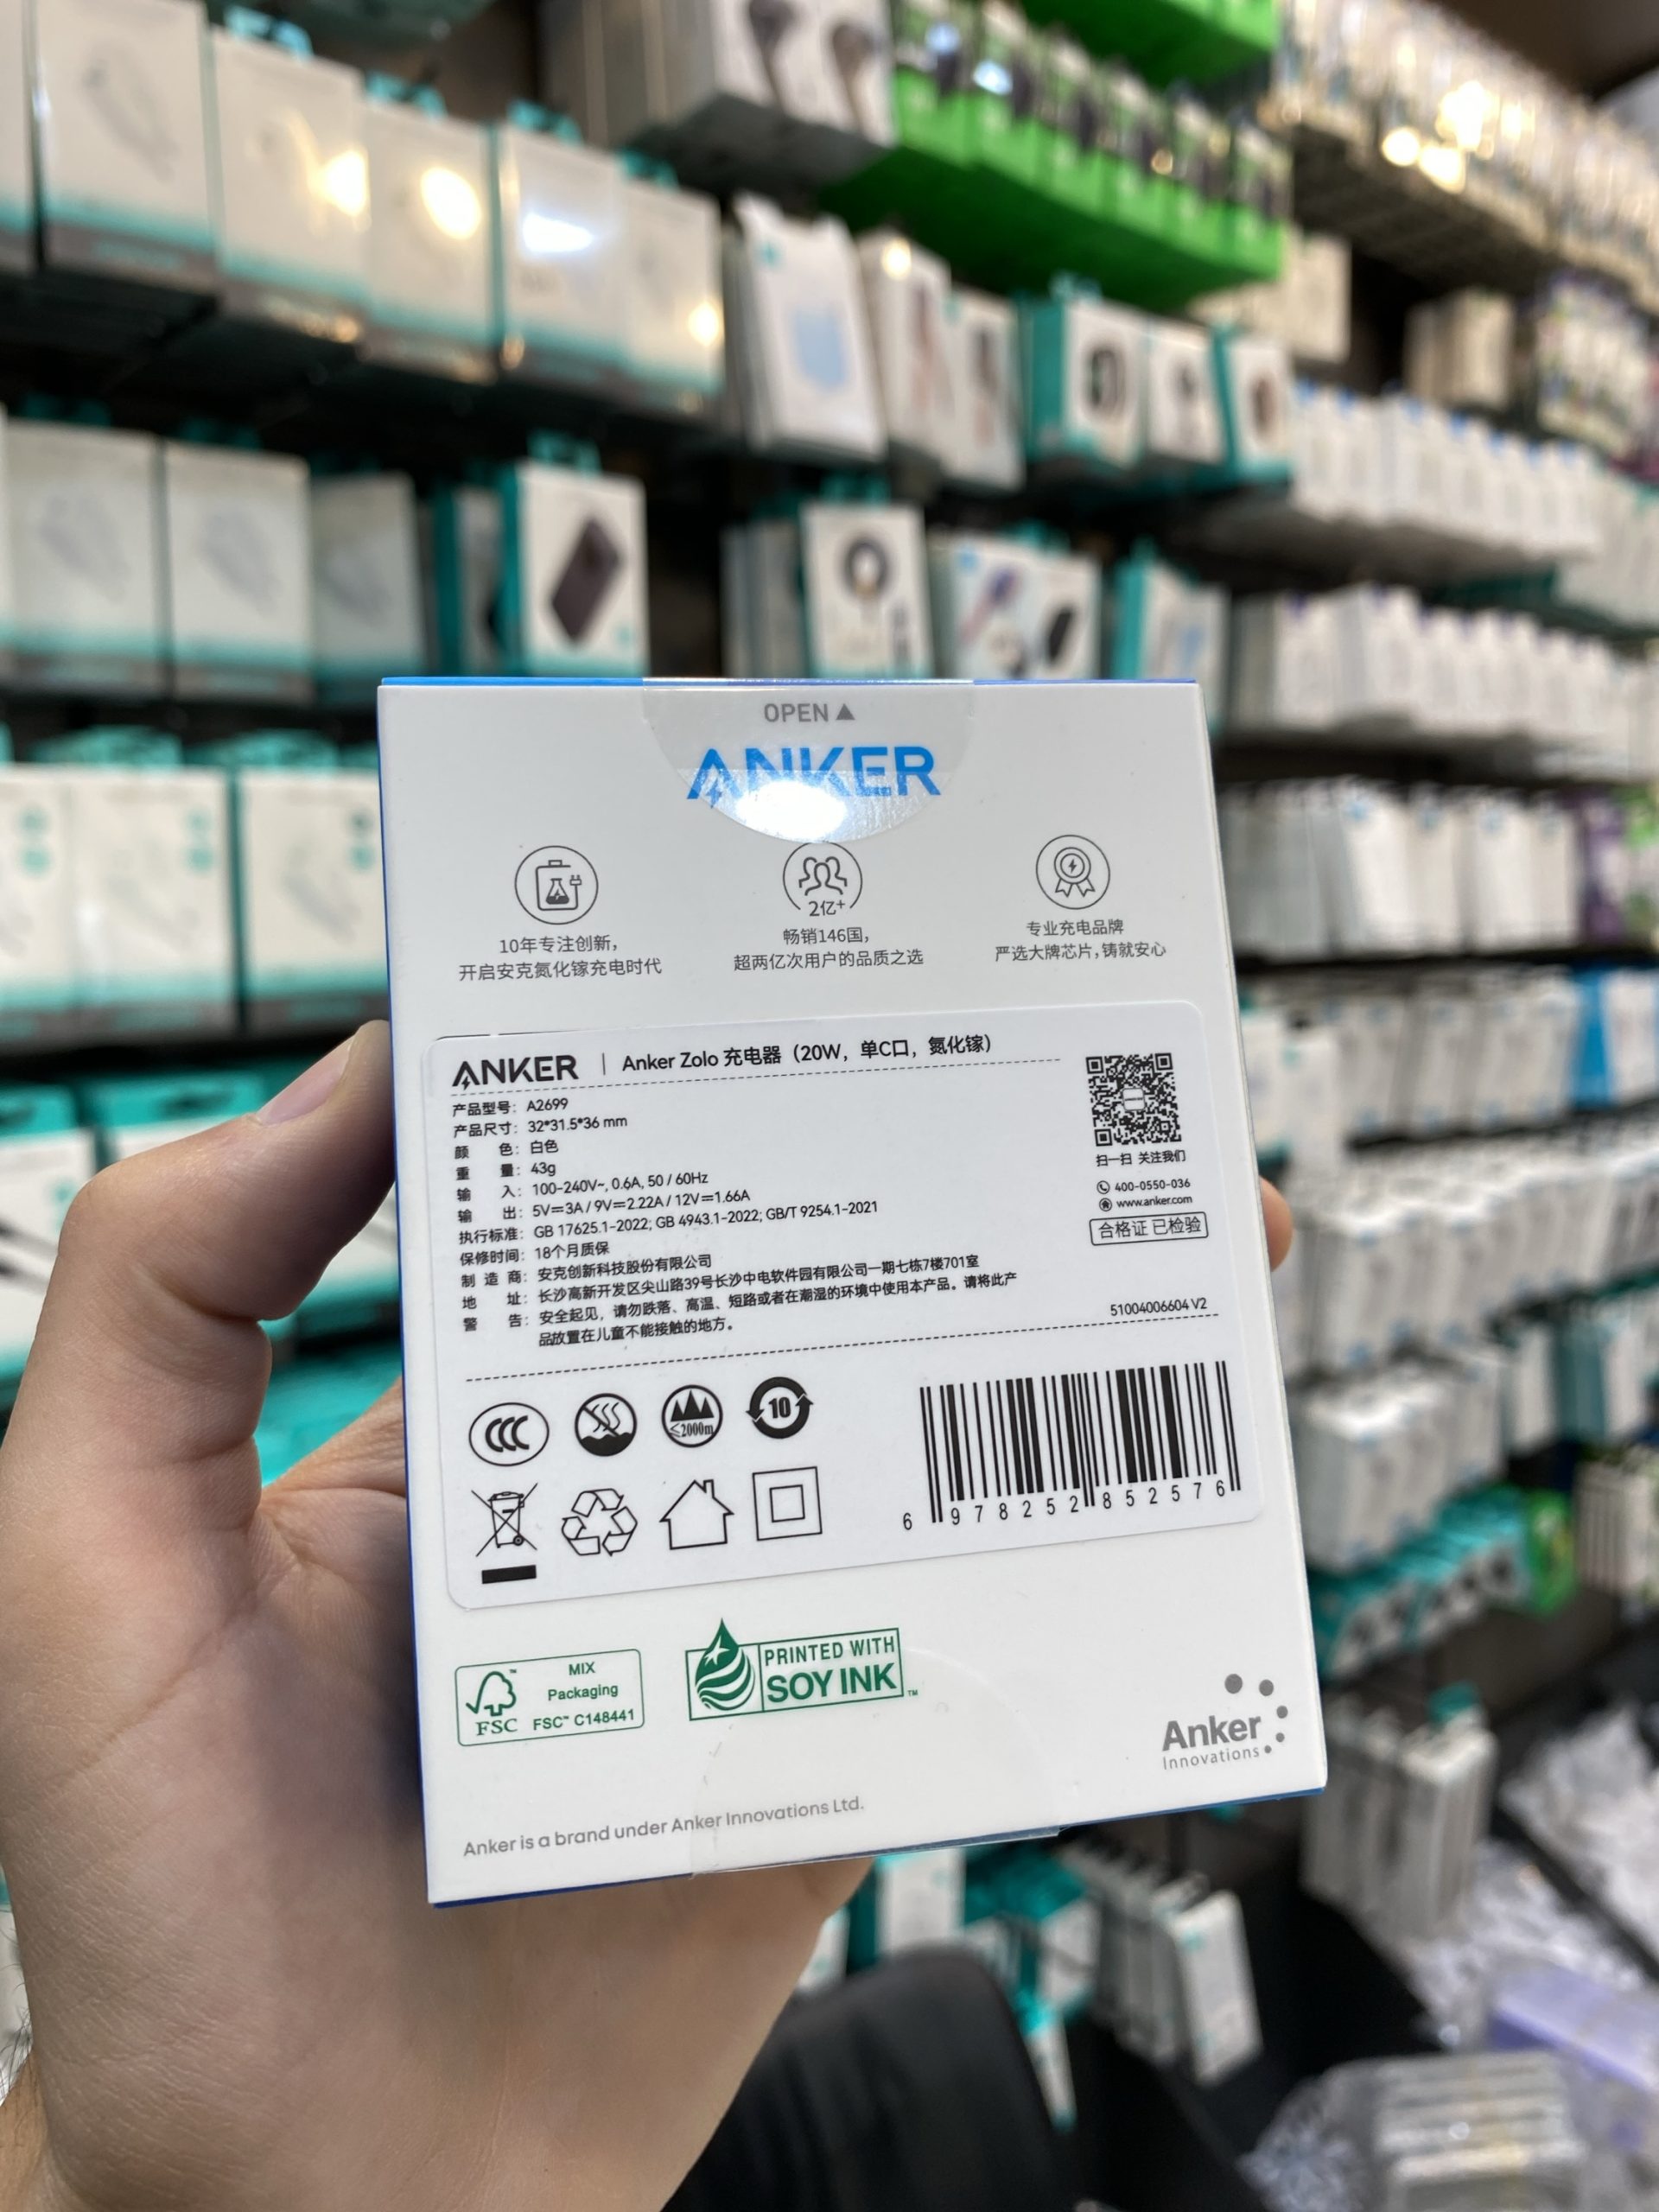 OPEN ▲
ANKER
2亿+
10年专注创新，
开启安克氮化镓充电时代
畅销146国，
超两亿次用户的品质之选
专业充电品牌
严选大牌芯片，铸就安心
ANKER | Anker Zolo 充电器（20W，单C口，氮化镓）
产品型号：A2699
产品尺寸：32*31.5*36 mm
颜 色：白色
重 量：43g
输 入：100-240V~, 0.6A, 50 / 60Hz
输 出：5V⎓3A / 9V⎓2.22A / 12V⎓1.66A
执行标准：GB 17625.1-2022; GB 4943.1-2022; GB/T 9254.1-2021
保修时间：18个月质保
制 造 商：安克创新科技股份有限公司
地 址：长沙高新开发区尖山路39号长沙中电软件园有限公司一期七栋7楼701室
警 告：安全起见，请勿跌落、高温、短路或者在潮湿的环境中使用本产品。请将此产
品放置在儿童不能接触的地方。
扫一扫 关注我们
400-0550-036
www.anker.com
合格证 已检验
51004006604 V2
CCC
≤2000m
10
6 978252 852576
FSC™
MIX
Packaging
FSC™ C148441
PRINTED WITH
SOY INK™
Anker
Innovations
Anker is a brand under Anker Innovations Ltd.